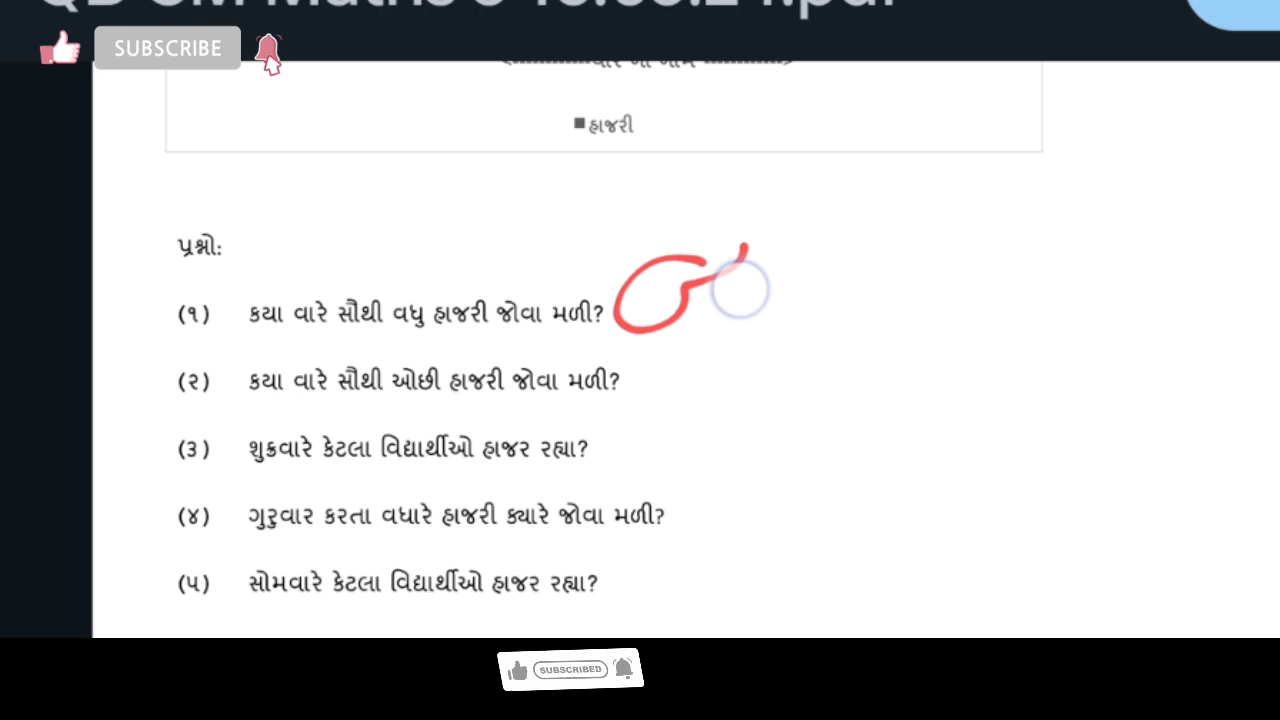 SUBSCRIBE
■હાજરી
પ્રશ્નો:
(૧) કયા વારે સૌથી વધુ હાજરી જોવા મળી?
(૨) કયા વારે સૌથી ઓછી હાજરી જોવા મળી?
(૩) શુક્રવારે કેટલા વિદ્યાર્થીઓ હાજર રહ્યા?
(૪) ગુરુવાર કરતા વધારે હાજરી ક્યારે જોવા મળી?
(૫) સોમવારે કેટલા વિદ્યાર્થીઓ હાજર રહ્યા?
SUBSCRIBED